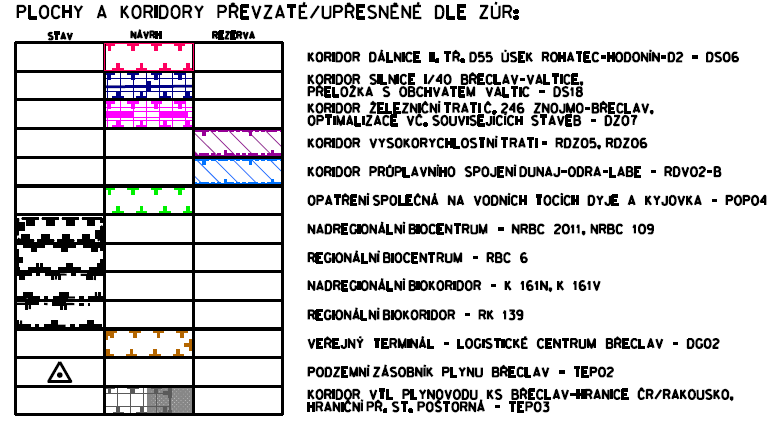 PLOCHY A KORIDORY PŘEVZATÉ/UPŘESNĚNÉ DLE ZÚR:
STAV NÁVRH REZERVA
KORIDOR DÁLNICE II. TŘ. D55 ÚSEK ROHATEC-HODONÍN-D2 - DS06
KORIDOR SILNICE I/40 BŘECLAV-VALTICE,
PŘELOŽKA S OBCHVATEM VALTIC - DS18
KORIDOR ŽELEZNIČNÍ TRATI Č. 246 ZNOJMO-BŘECLAV,
OPTIMALIZACE VČ. SOUVISEJÍCÍCH STAVEB - DZ07
KORIDOR VYSOKORYCHLOSTNÍ TRATI - RDZ05, RDZ06
KORIDOR PRŮPLAVNÍHO SPOJENÍ DUNAJ-ODRA-LABE - RDV02-B
OPATŘENÍ SPOLEČNÁ NA VODNÍCH TOCÍCH DYJE A KYJOVKA - POP04
NADREGIONÁLNÍ BIOCENTRUM - NRBC 2011, NRBC 109
REGIONÁLNÍ BIOCENTRUM - RBC 6
NADREGIONÁLNÍ BIOKORIDOR - K 161N, K 161V
REGIONÁLNÍ BIOKORIDOR - RK 139
VEŘEJNÝ TERMINÁL - LOGISTICKÉ CENTRUM BŘECLAV - DG02
PODZEMNÍ ZÁSOBNÍK PLYNU BŘECLAV - TEP02
KORIDOR VTL PLYNOVODU KS BŘECLAV-HRANICE ČR/RAKOUSKO,
HRANIČNÍ PŘ. ST. POŠTORNÁ - TEP03